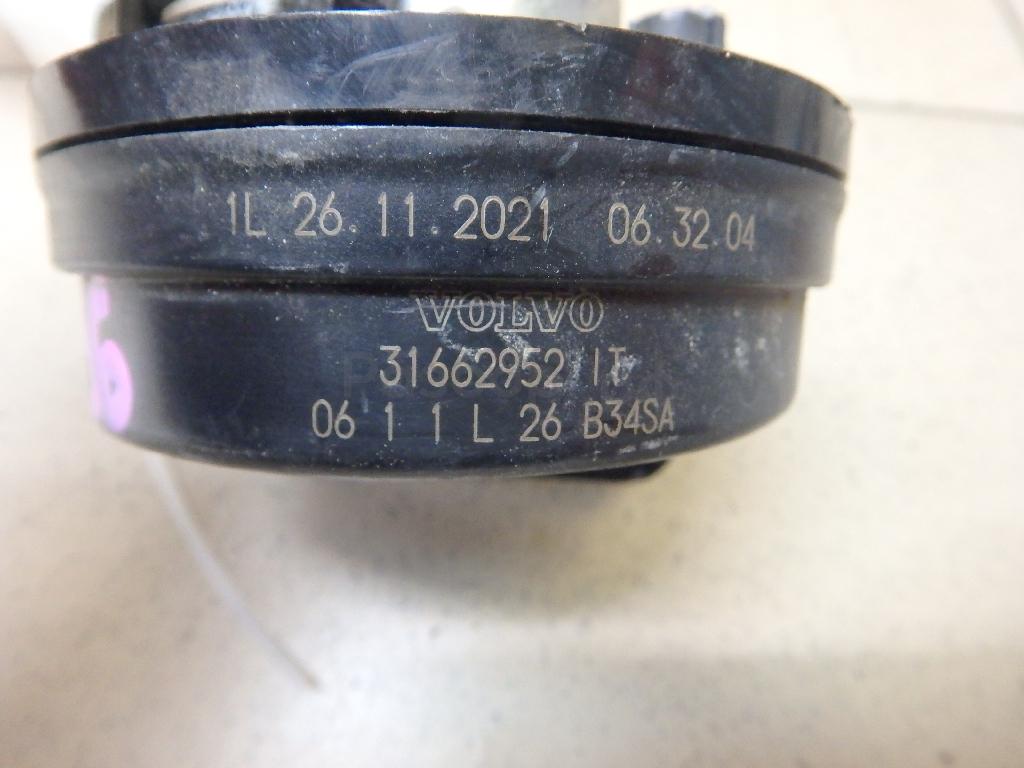 1L 26.11.2021 06.32.04
VOLVO
31662952 IT
06 1 1 L 26 B34SA